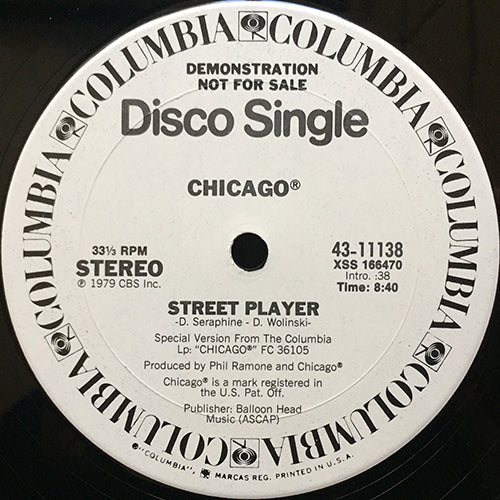 COLUMBIA COLUMBIA COLUMBIA COLUMBIA COLUMBIA COLUMBIA COLUMBIA
DEMONSTRATION
NOT FOR SALE
Disco Single
CHICAGO®
33⅓ RPM
STEREO
℗ 1979 CBS Inc.
43-11138
XSS 166470
Intro. :38
Time: 8:40
STREET PLAYER
-D. Seraphine - D. Wolinski-
Special Version From The Columbia
Lp: "CHICAGO®" FC 36105
Produced by Phil Ramone and Chicago®
Chicago® is a mark registered in
the U.S. Pat. Off.
Publisher: Balloon Head
Music (ASCAP)
®"COLUMBIA", MARCAS REG. PRINTED IN U.S.A.